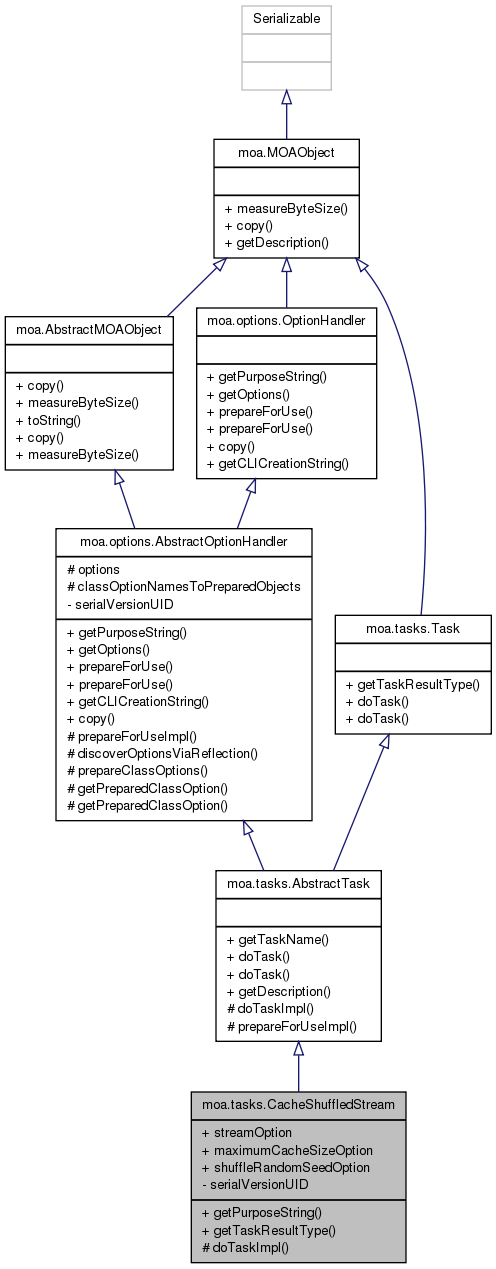 Serializable
moa.MOAObject
+ measureByteSize()
+ copy()
+ getDescription()
moa.AbstractMOAObject
+ copy()
+ measureByteSize()
+ toString()
+ copy()
+ measureByteSize()
moa.options.OptionHandler
+ getPurposeString()
+ getOptions()
+ prepareForUse()
+ prepareForUse()
+ copy()
+ getCLICreationString()
moa.options.AbstractOptionHandler
# options
# classOptionNamesToPreparedObjects
- serialVersionUID
+ getPurposeString()
+ getOptions()
+ prepareForUse()
+ prepareForUse()
+ getCLICreationString()
+ copy()
# prepareForUseImpl()
# discoverOptionsViaReflection()
# prepareClassOptions()
# getPreparedClassOption()
# getPreparedClassOption()
moa.tasks.Task
+ getTaskResultType()
+ doTask()
+ doTask()
moa.tasks.AbstractTask
+ getTaskName()
+ doTask()
+ doTask()
+ getDescription()
# doTaskImpl()
# prepareForUseImpl()
moa.tasks.CacheShuffledStream
+ streamOption
+ maximumCacheSizeOption
+ shuffleRandomSeedOption
- serialVersionUID
+ getPurposeString()
+ getTaskResultType()
# doTaskImpl()